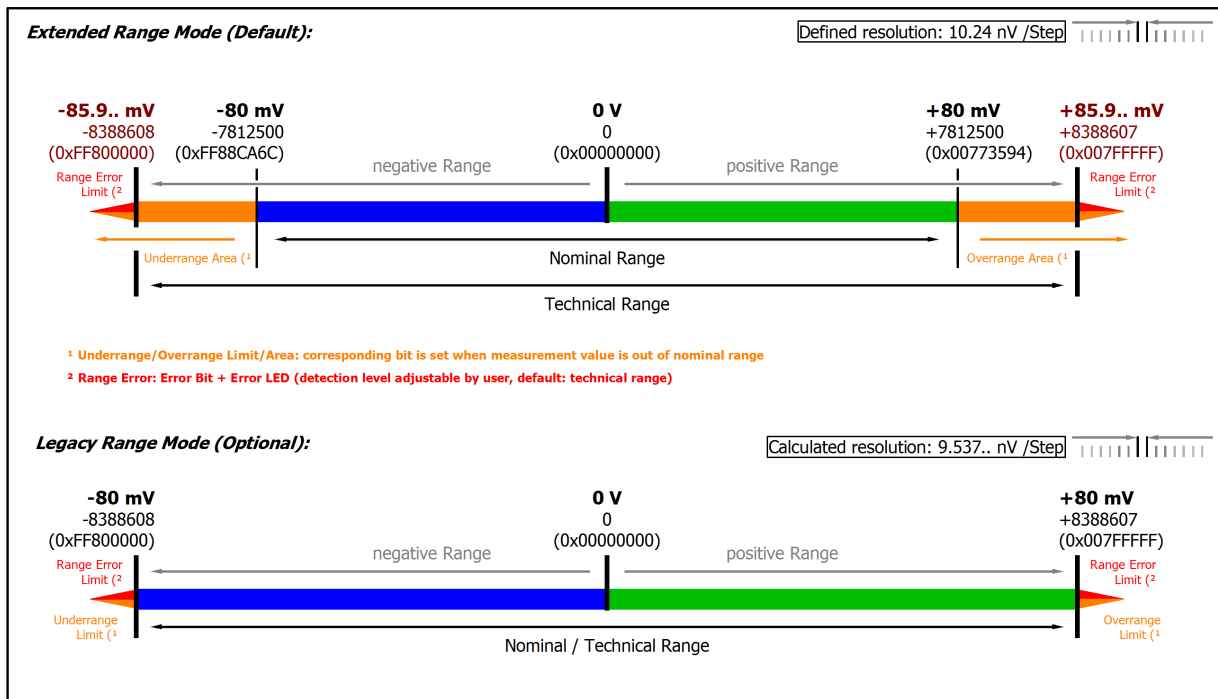 Extended Range Mode (Default):
Defined resolution: 10.24 nV /Step
-85.9.. mV
-80 mV
0 V
+80 mV
+85.9.. mV
-8388608
-7812500
0
+7812500
+8388607
(0xFF800000)
(0xFF88CA6C)
(0x00000000)
(0x00773594)
(0x007FFFFF)
negative Range
positive Range
Range Error
Limit (²
Range Error
Limit (²
Underrange Area (¹
Nominal Range
Overrange Area (¹
Technical Range
¹ Underrange/Overrange Limit/Area: corresponding bit is set when measurement value is out of nominal range
² Range Error: Error Bit + Error LED (detection level adjustable by user, default: technical range)
Legacy Range Mode (Optional):
Calculated resolution: 9.537.. nV /Step
-80 mV
0 V
+80 mV
-8388608
0
+8388607
(0xFF800000)
(0x00000000)
(0x007FFFFF)
negative Range
positive Range
Range Error
Limit (²
Range Error
Limit (²
Underrange
Limit (¹
Overrange
Limit (¹
Nominal / Technical Range